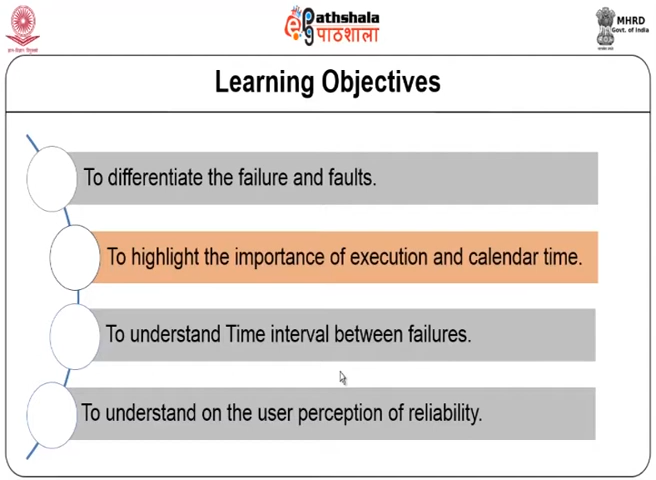 ePathshala
पाठशाला
MHRD
Govt. of India
Learning Objectives
To differentiate the failure and faults.
To highlight the importance of execution and calendar time.
To understand Time interval between failures.
To understand on the user perception of reliability.